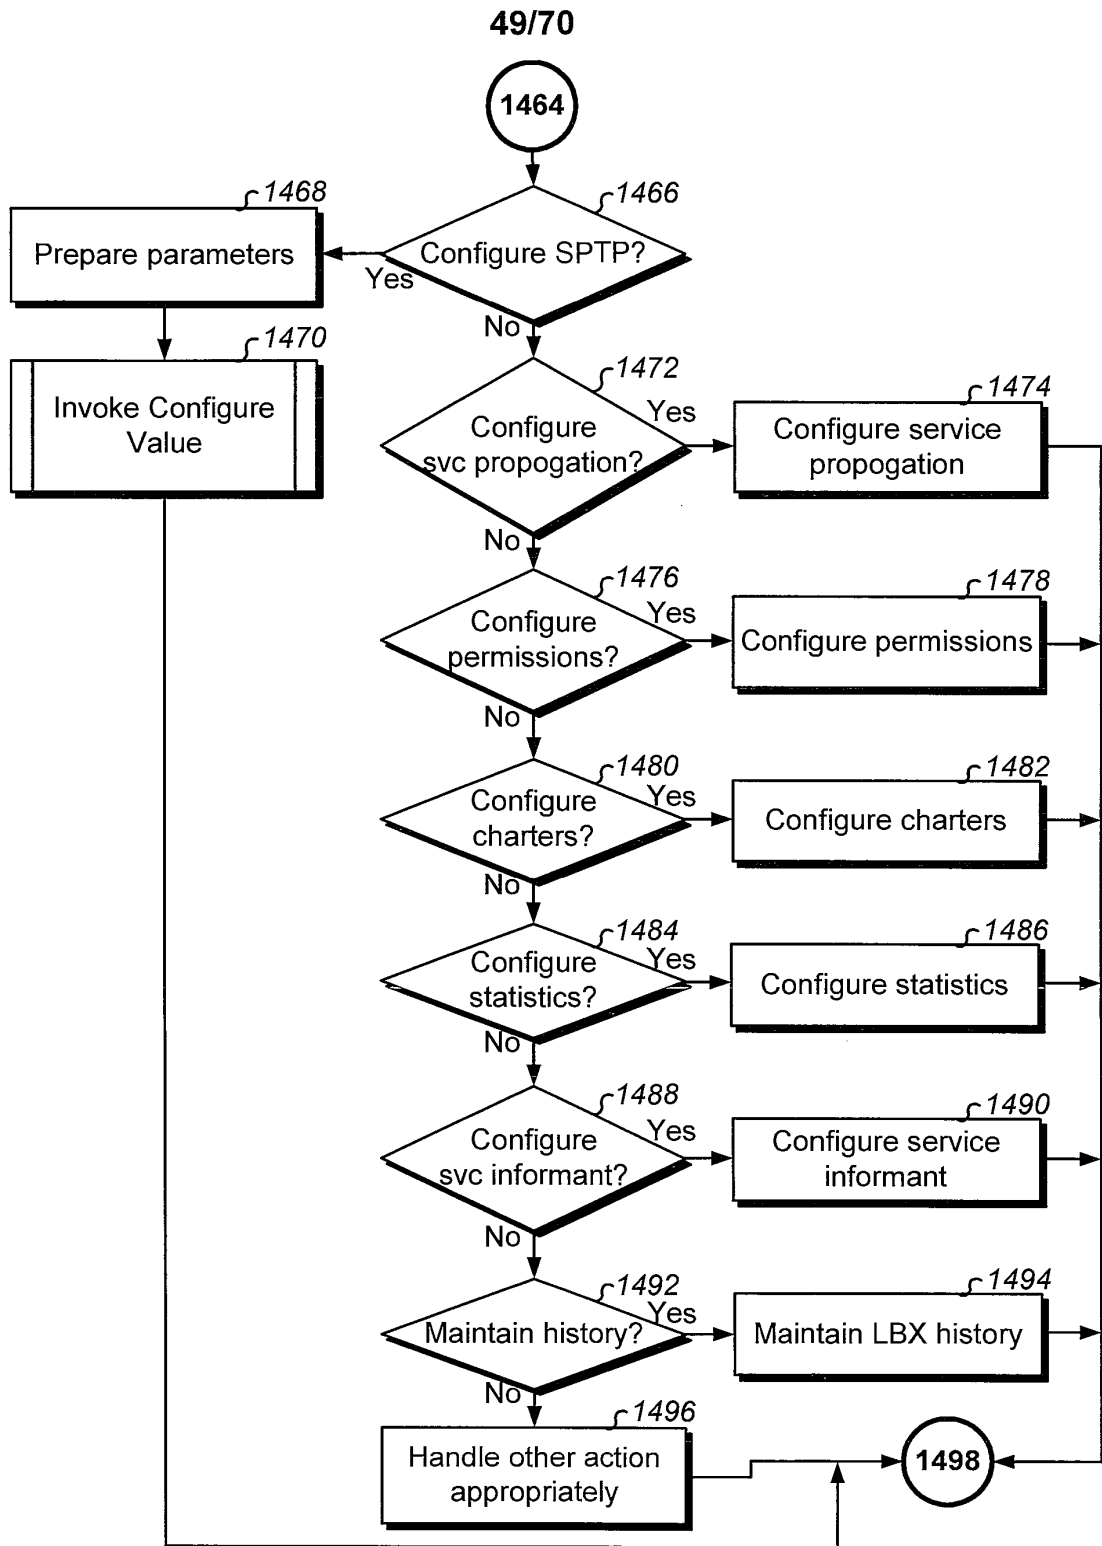 49/70
1464
1466
Configure SPTP?
Yes
No
1468
Prepare parameters
1470
Invoke Configure
Value
1472
Configure
svc propogation?
Yes
No
1474
Configure service
propogation
1476
Configure
permissions?
Yes
No
1478
Configure permissions
1480
Configure
charters?
Yes
No
1482
Configure charters
1484
Configure
statistics?
Yes
No
1486
Configure statistics
1488
Configure
svc informant?
Yes
No
1490
Configure service
informant
1492
Maintain history?
Yes
No
1494
Maintain LBX history
1496
Handle other action
appropriately
1498